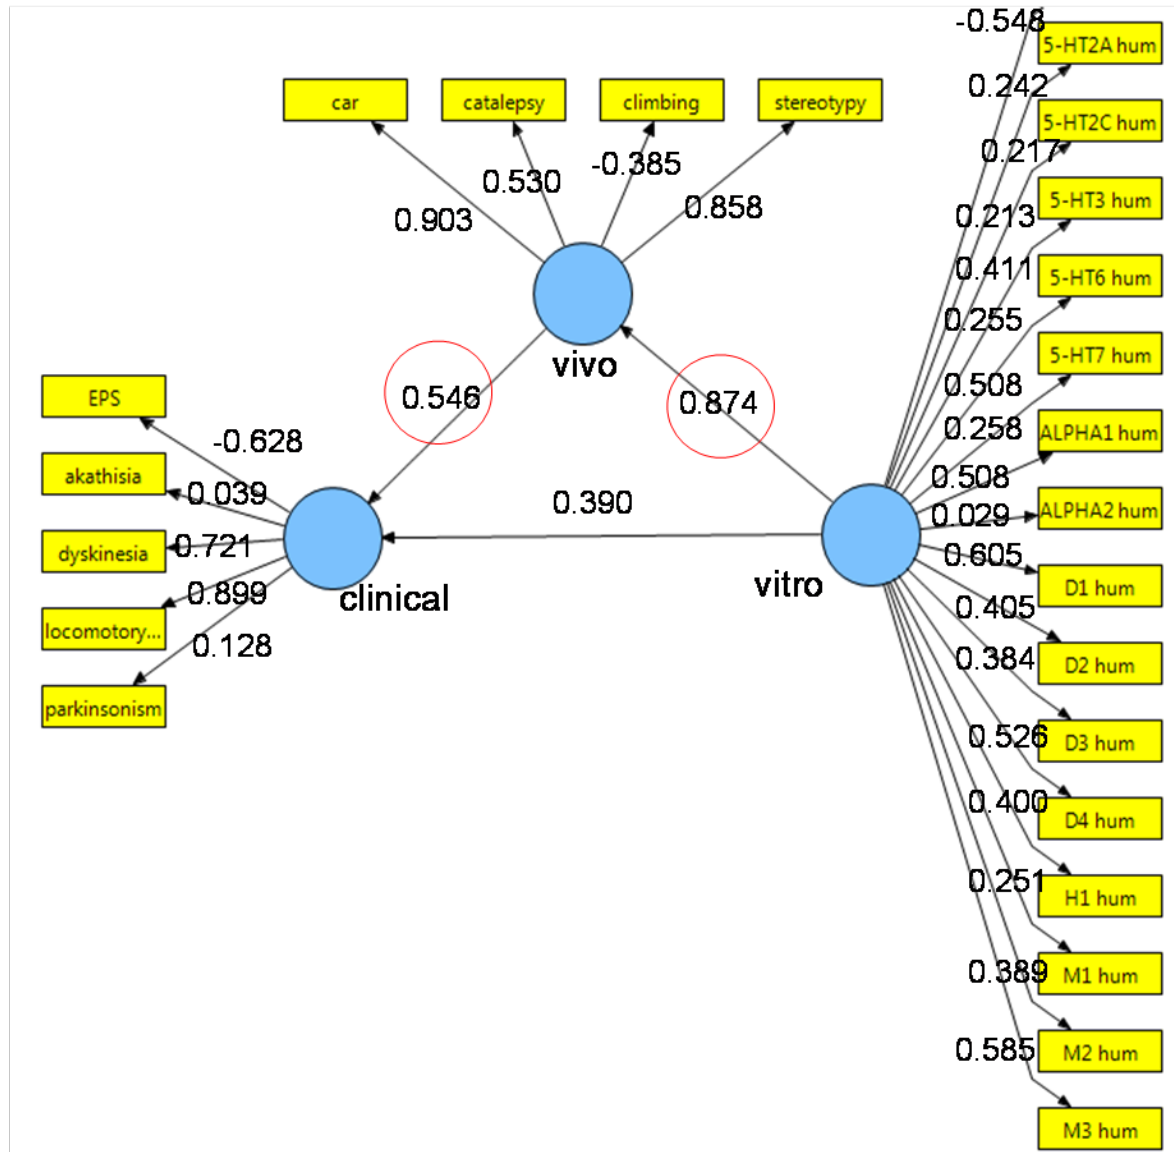 -0.548
5-HT2A hum
0.242
car
catalepsy
climbing
stereotypy
5-HT2C hum
0.217
-0.385
0.530
5-HT3 hum
0.903
0.858
0.213
0.411
5-HT6 hum
0.255
5-HT7 hum
vivo
0.546
0.874
0.508
EPS
0.258
ALPHA1 hum
-0.628
akathisia
0.508
0.039
0.390
0.029
ALPHA2 hum
dyskinesia
0.721
0.605
vitro
D1 hum
0.899
clinical
0.405
locomotory...
0.128
0.384
D2 hum
parkinsonism
0.526
D3 hum
0.400
D4 hum
0.251
H1 hum
0.389
M1 hum
0.585
M2 hum
M3 hum